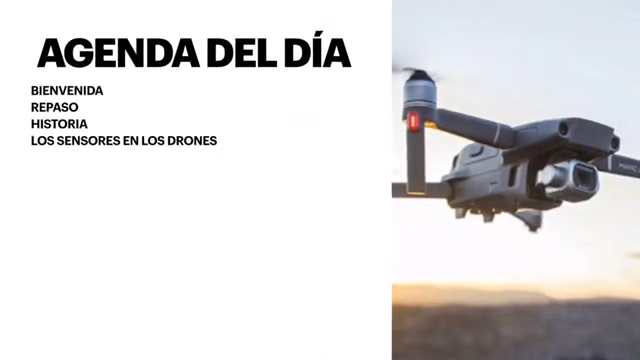 AGENDA DEL DÍA
BIENVENIDA
REPASO
HISTORIA
LOS SENSORES EN LOS DRONES